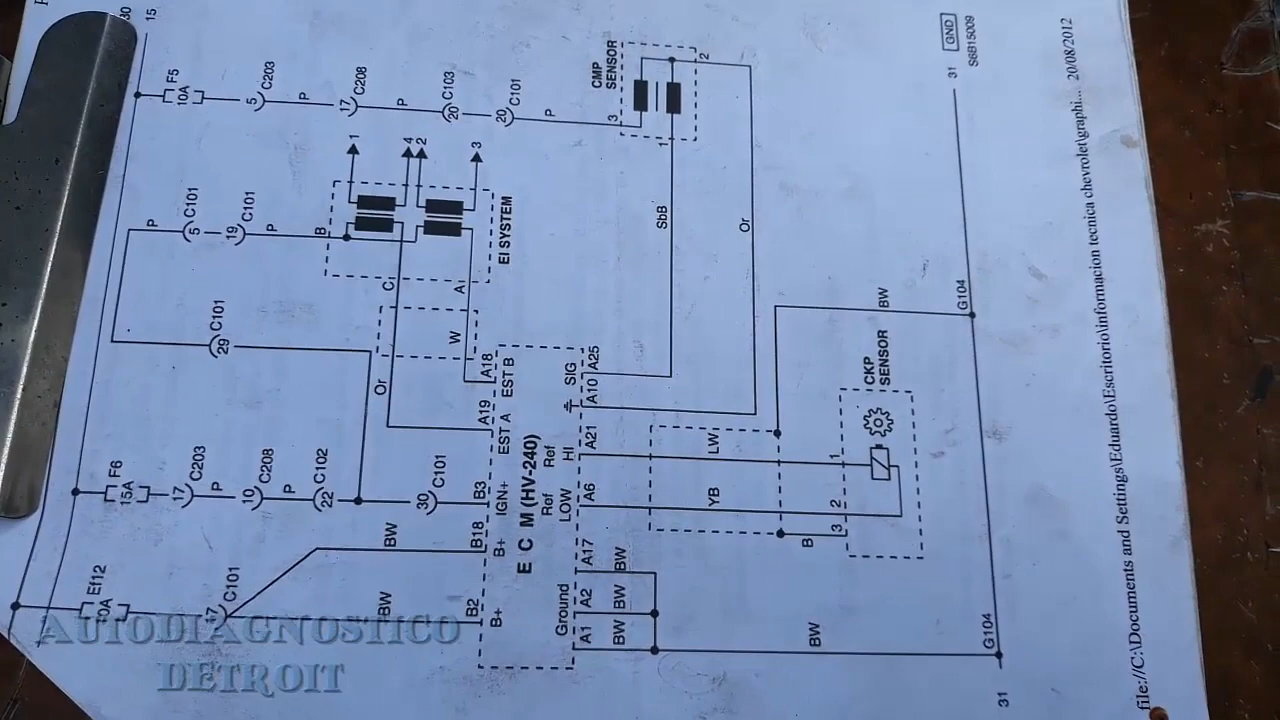 30
15
F5
10A
5
C203
P
17
C208
P
20
C103
20
C101
P
3
CMP
SENSOR
2
1
31
GND
S6B15009
20/08/2012
P
5
C101
19
C101
P
B
1
4
2
3
EI SYSTEM
C
A
29
C101
Or
W
SbB
Or
A18
EST B
A19
EST A
SIG
A25
A10
BW
G104
CKP
SENSOR
F6
15A
17
C203
P
10
C208
P
22
C102
30
C101
B3
IGN+
E C M (HV-240)
Ref
HI
A21
LW
1
Ref
LOW
A6
YB
2
3
B
Ef12
C101
BW
B18
B+
BW
B2
B+
Ground
A17
BW
A2
BW
A1
BW
BW
G104
31
file://C:\Documents and Settings\Eduardo\Escritorio\informacion tecnica chevrolet\graphi...
AUTODIAGNOSTICO
DETROIT